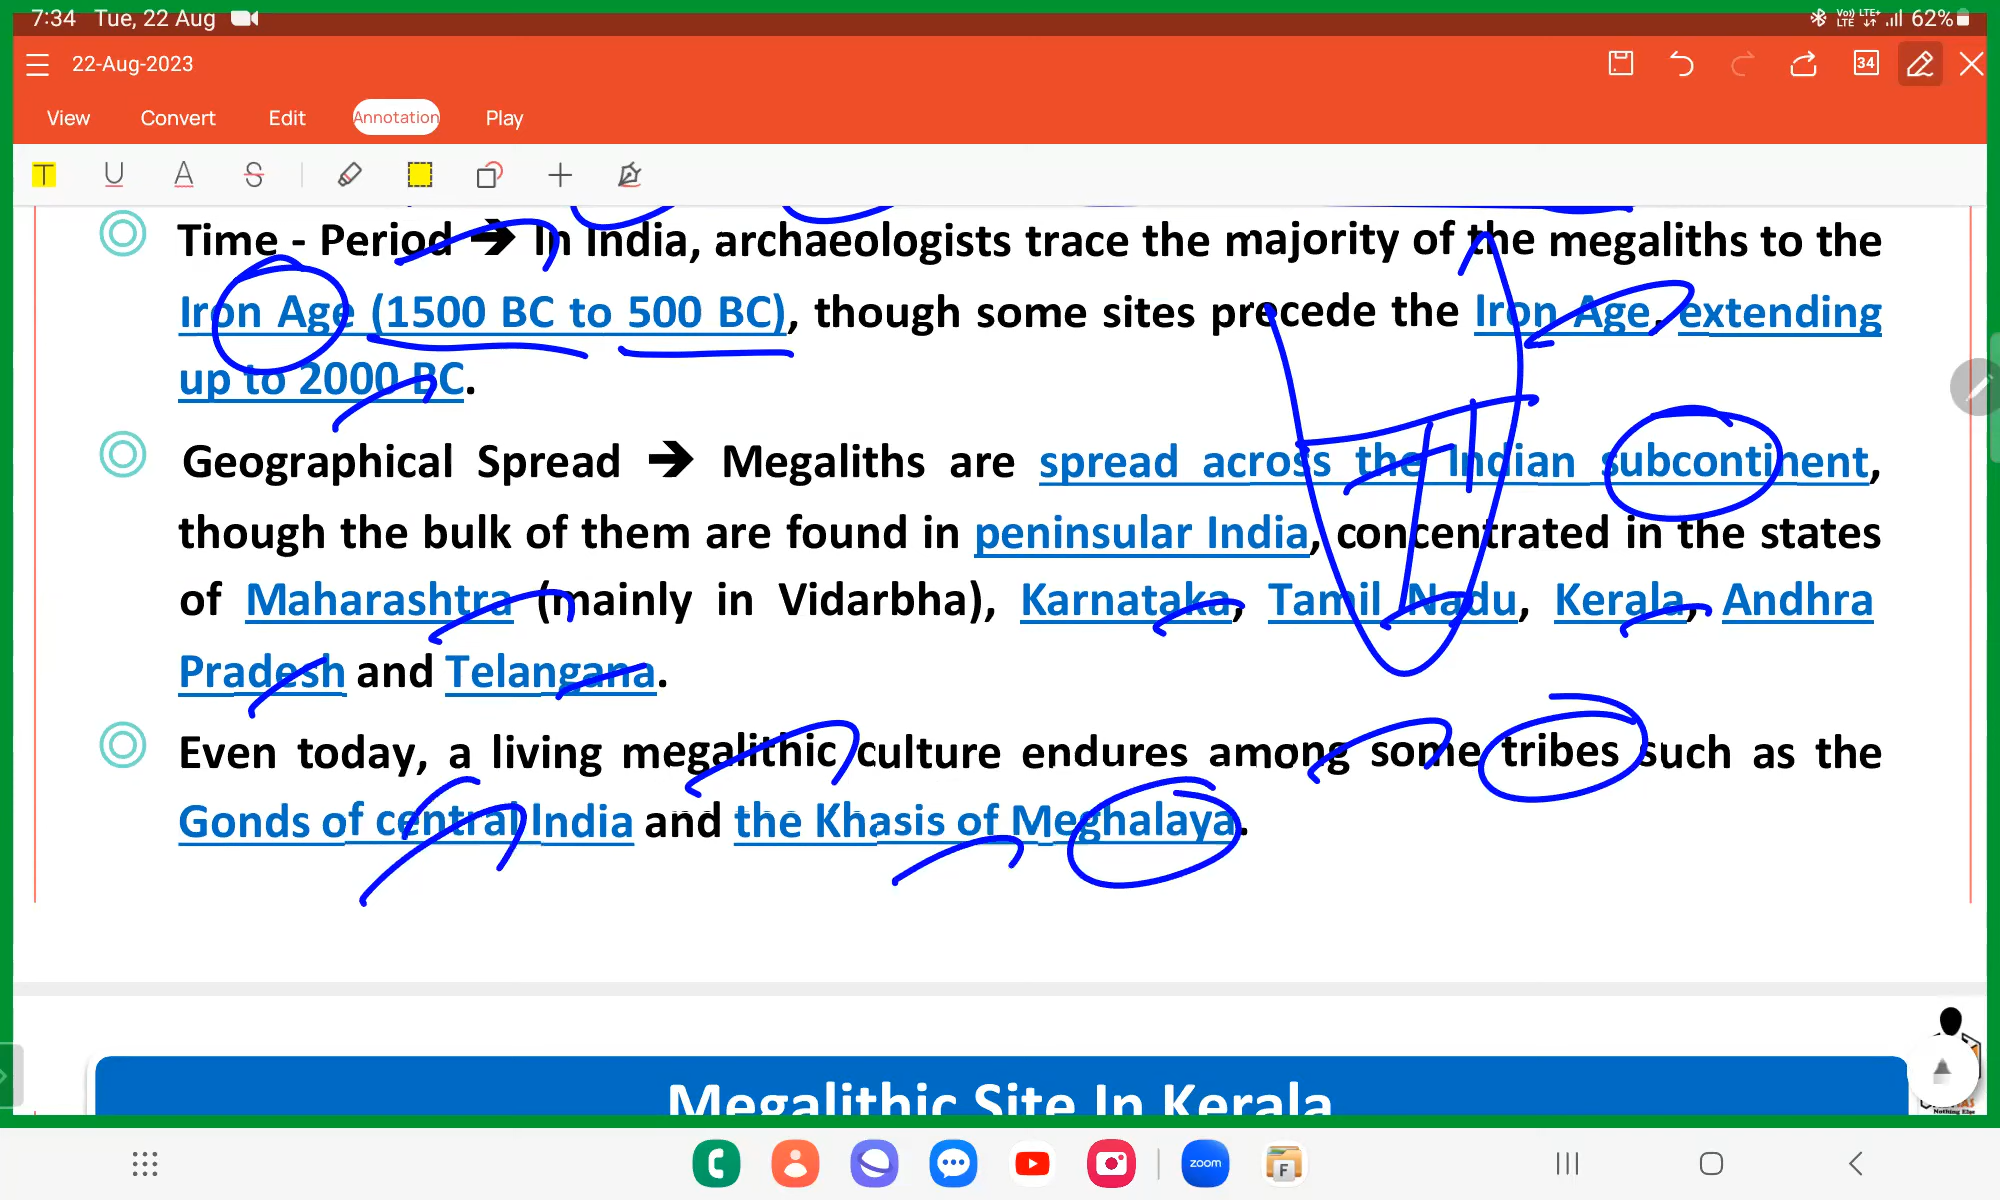 7:34 Tue, 22 Aug Vo) LTE LTE+ 62%
22-Aug-2023 34
View Convert Edit Annotation Play
T U A S
Time - Period ➔ In India, archaeologists trace the majority of the megaliths to the
Iron Age (1500 BC to 500 BC), though some sites precede the Iron Age, extending
up to 2000 BC.
Geographical Spread ➔ Megaliths are spread across the Indian subcontinent,
though the bulk of them are found in peninsular India, concentrated in the states
of Maharashtra (mainly in Vidarbha), Karnataka, Tamil Nadu, Kerala, Andhra
Pradesh and Telangana.
Even today, a living megalithic culture endures among some tribes such as the
Gonds of central India and the Khasis of Meghalaya.
Megalithic Site In Kerala
Nothing Else
zoom F